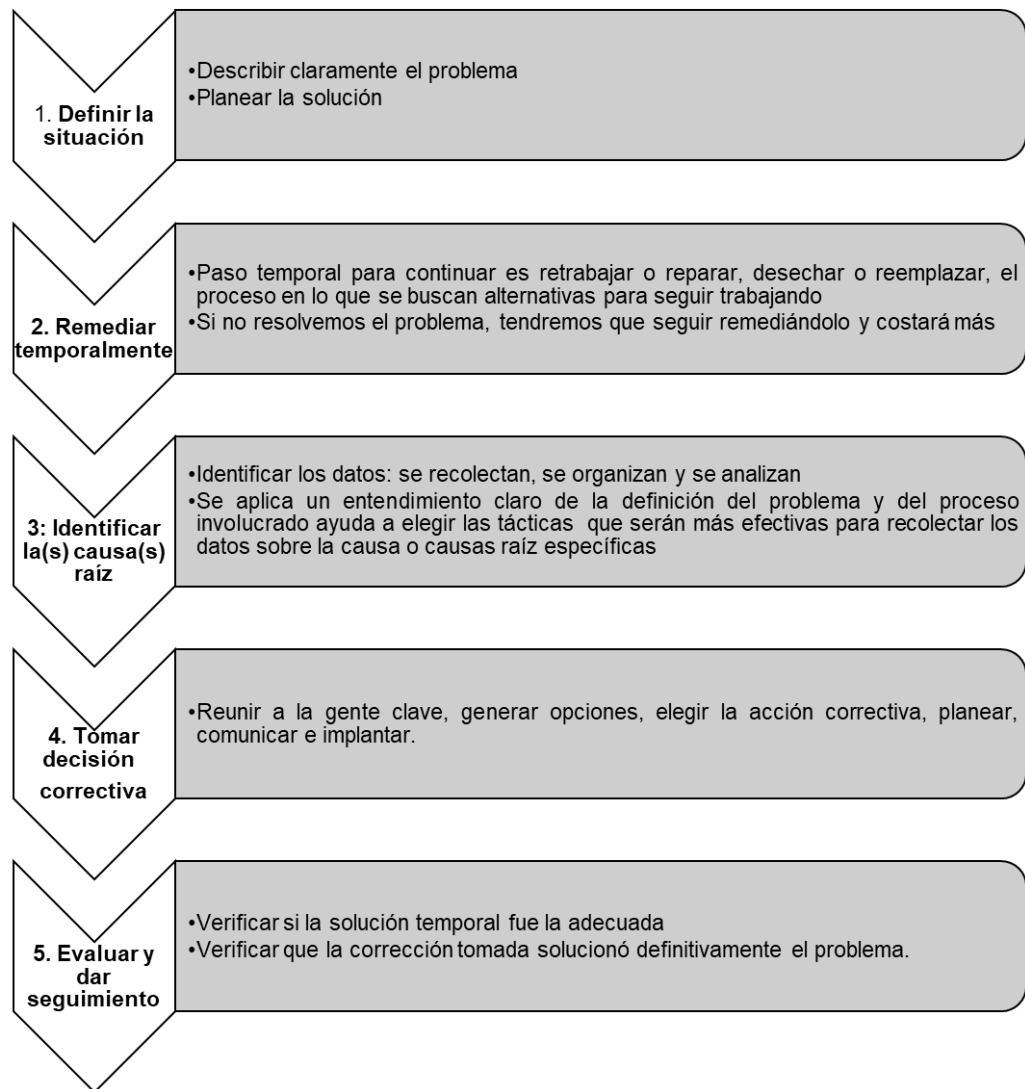 1. Definir la
situación
•Describir claramente el problema
•Planear la solución
2. Remediar
temporalmente
•Paso temporal para continuar es retrabajar o reparar, desechar o reemplazar, el
proceso en lo que se buscan alternativas para seguir trabajando
•Si no resolvemos el problema, tendremos que seguir remediándolo y costará más
3: Identificar
la(s) causa(s)
raíz
•Identificar los datos: se recolectan, se organizan y se analizan
•Se aplica un entendimiento claro de la definición del problema y del proceso
involucrado ayuda a elegir las tácticas que serán más efectivas para recolectar los
datos sobre la causa o causas raíz específicas
4. Tomar
decisión
correctiva
•Reunir a la gente clave, generar opciones, elegir la acción correctiva, planear,
comunicar e implantar.
5. Evaluar y
dar
seguimiento
•Verificar si la solución temporal fue la adecuada
•Verificar que la corrección tomada solucionó definitivamente el problema.